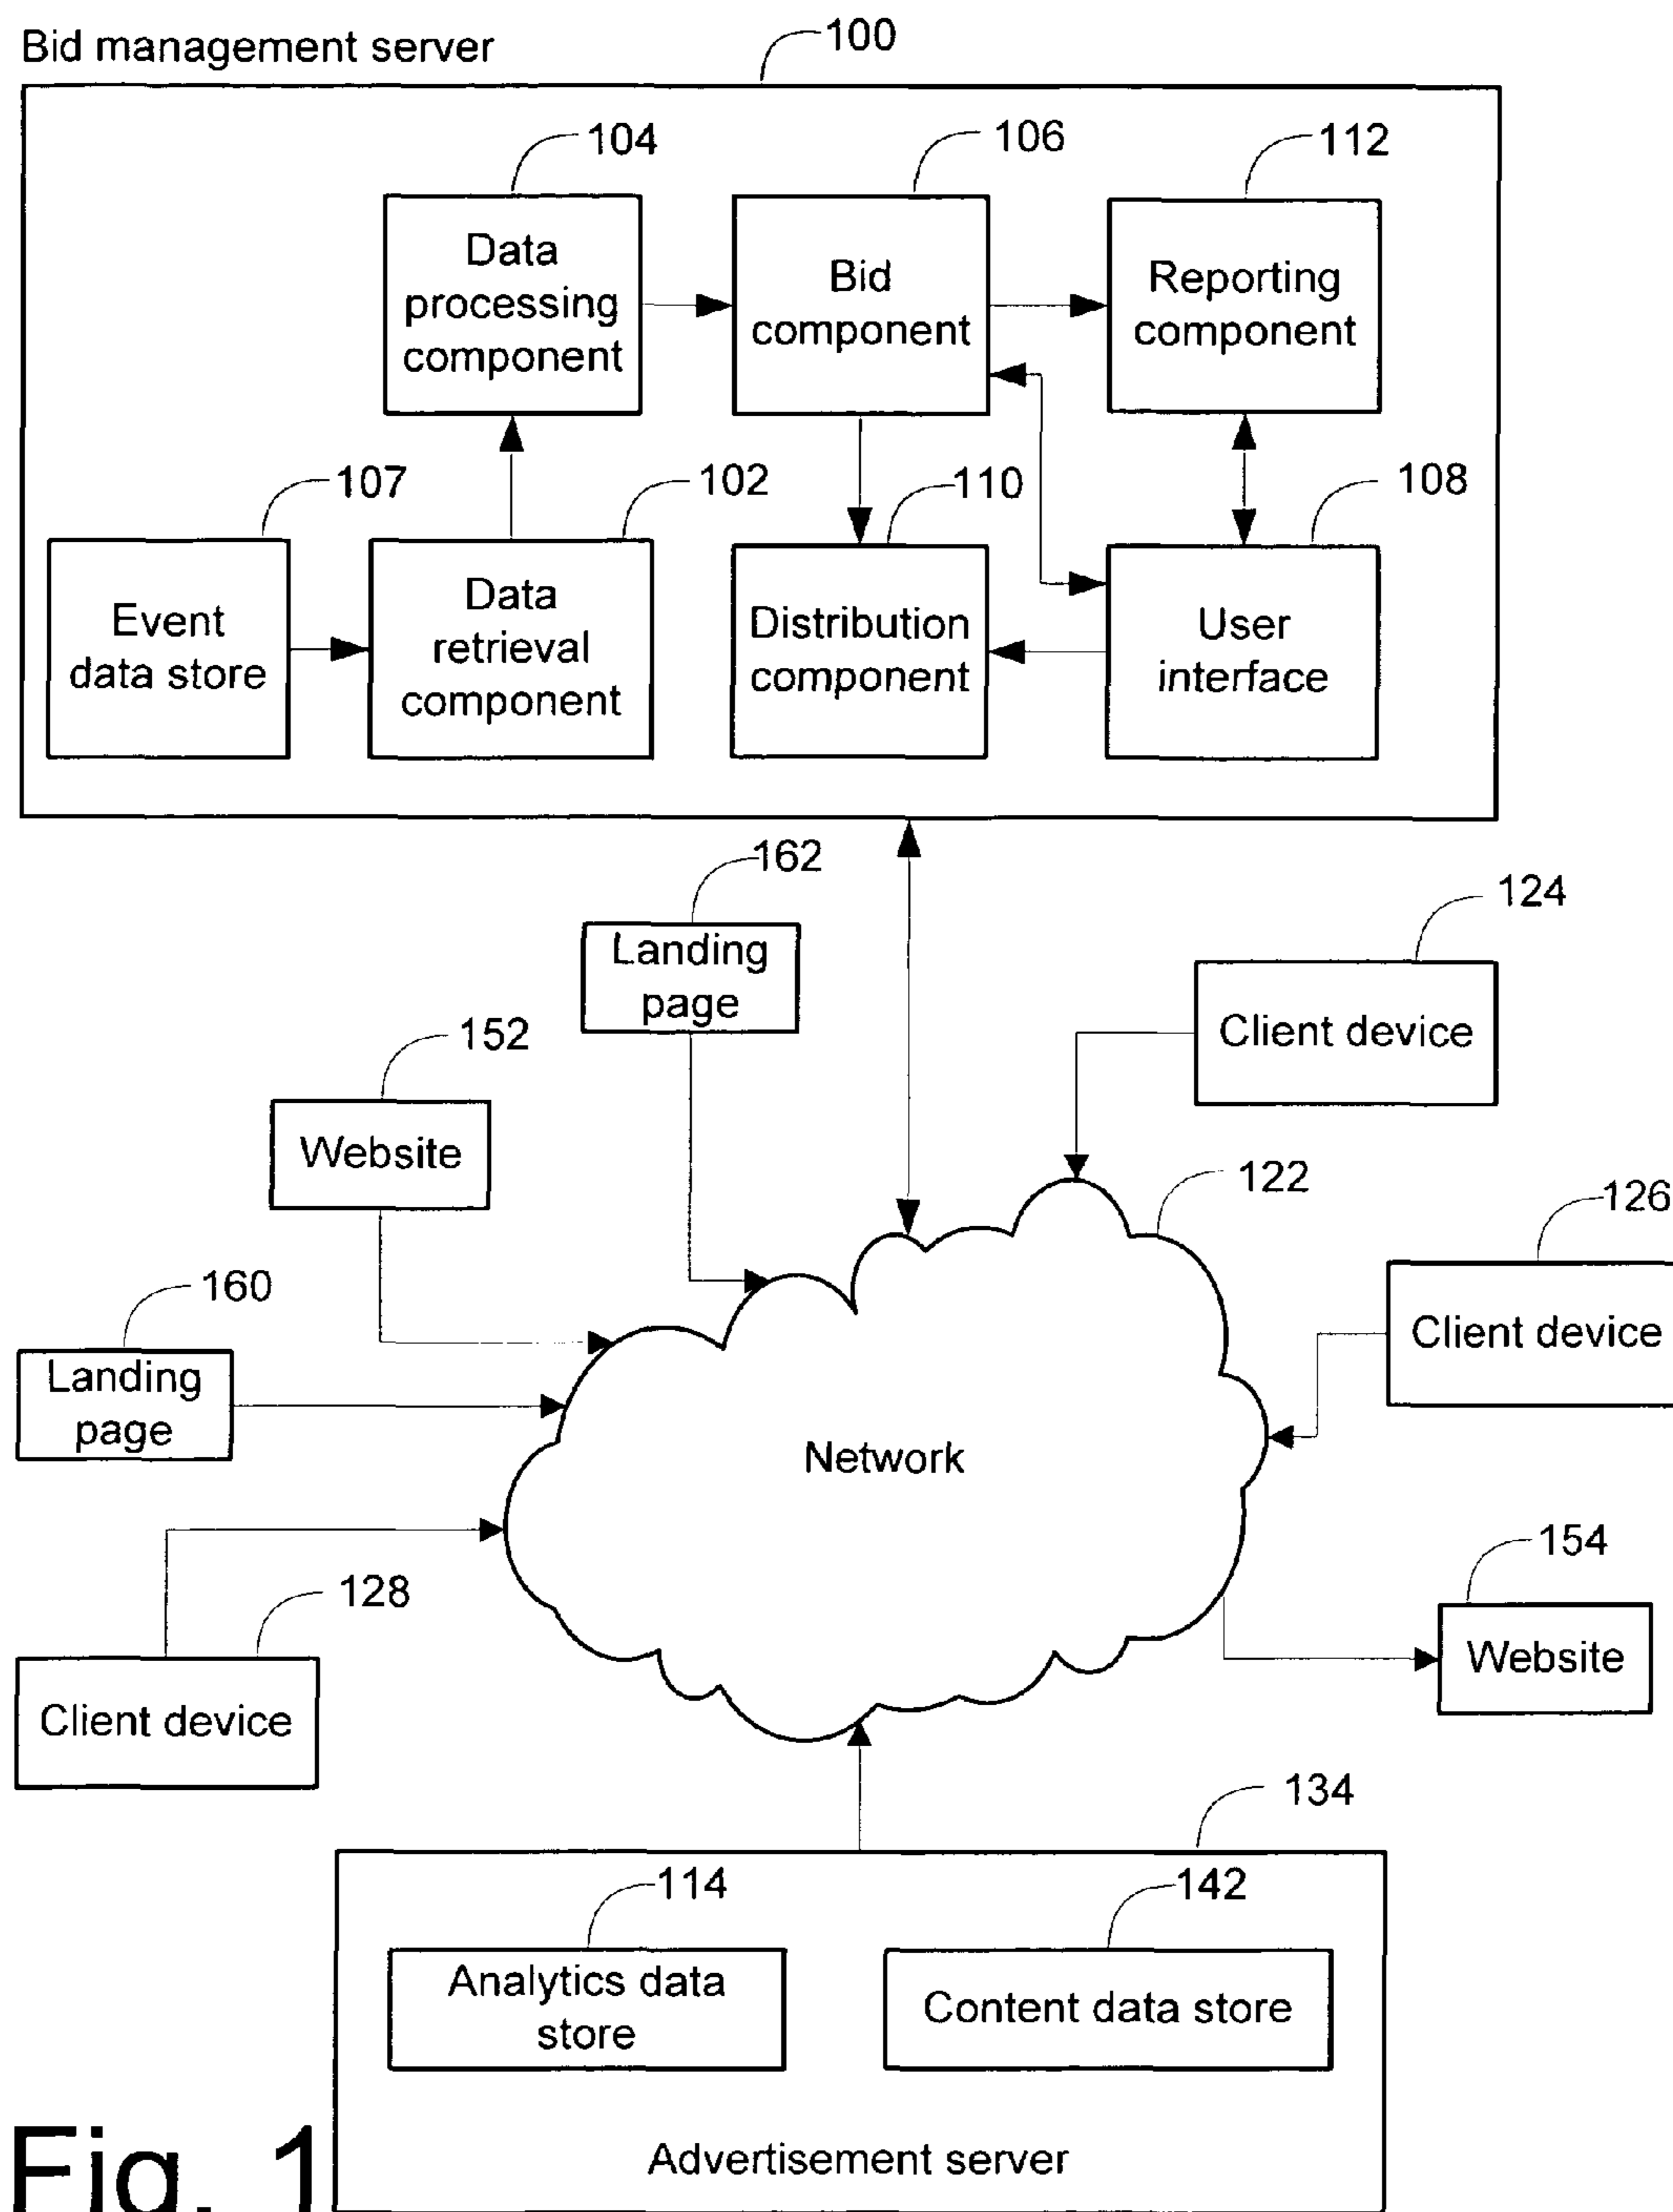 Bid management server
100
104
106
112
Data
processing
component
Bid
component
Reporting
component
107
102
110
108
Event
data store
Data
retrieval
component
Distribution
component
User
interface
162
124
Landing
page
Client device
152
Website
122
126
160
Landing
page
Client device
Network
154
128
Website
Client device
134
114
142
Analytics data
store
Content data store
Advertisement server
Fig. 1